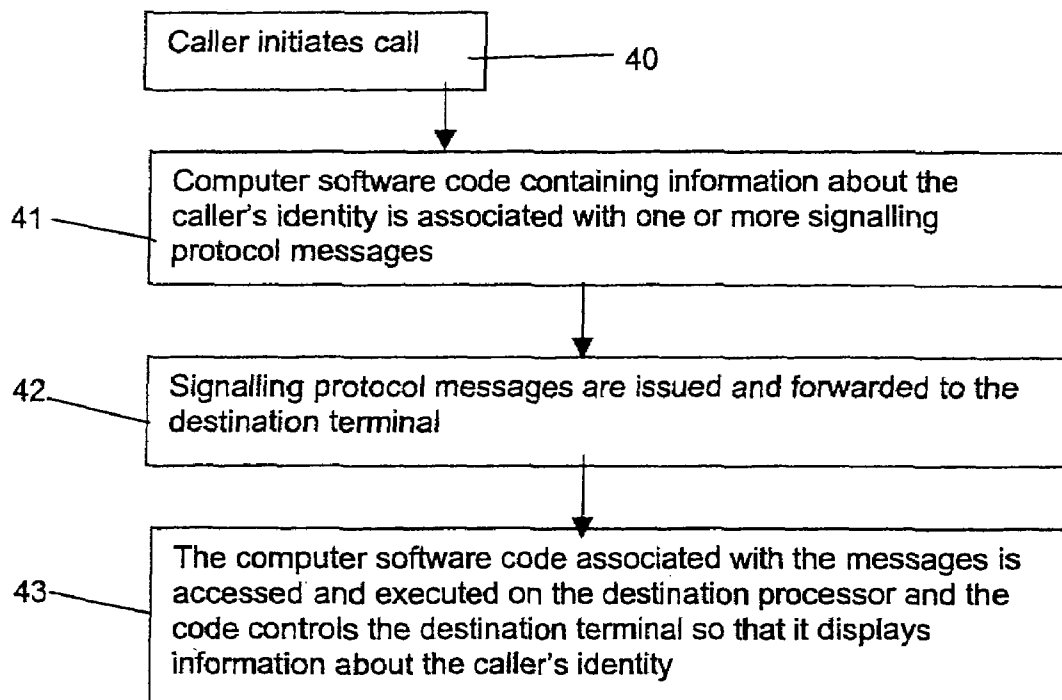 Caller initiates call
40
Computer software code containing information about the
caller's identity is associated with one or more signalling
protocol messages
41
Signalling protocol messages are issued and forwarded to the
destination terminal
42
The computer software code associated with the messages is
accessed and executed on the destination processor and the
code controls the destination terminal so that it displays
information about the caller's identity
43